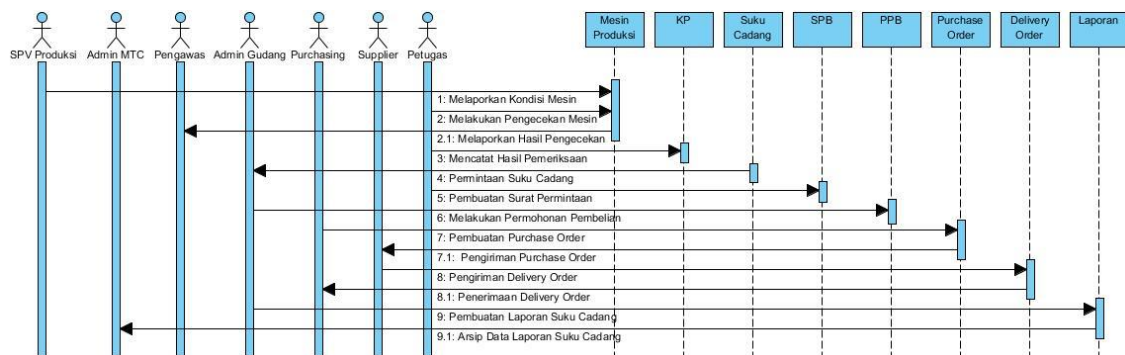 SPV Produksi
Admin MTC
Pengawas
Admin Gudang
Purchasing
Supplier
Petugas
Mesin
Produksi
KP
Suku
Cadang
SPB
PPB
Purchase
Order
Delivery
Order
Laporan
1: Melaporkan Kondisi Mesin
2: Melakukan Pengecekan Mesin
2.1: Melaporkan Hasil Pengecekan
3: Mencatat Hasil Pemeriksaan
4: Permintaan Suku Cadang
5: Pembuatan Surat Permintaan
6: Melakukan Permohonan Pembelian
7: Pembuatan Purchase Order
7.1: Pengiriman Purchase Order
8: Pengiriman Delivery Order
8.1: Penerimaan Delivery Order
9: Pembuatan Laporan Suku Cadang
9.1: Arsip Data Laporan Suku Cadang